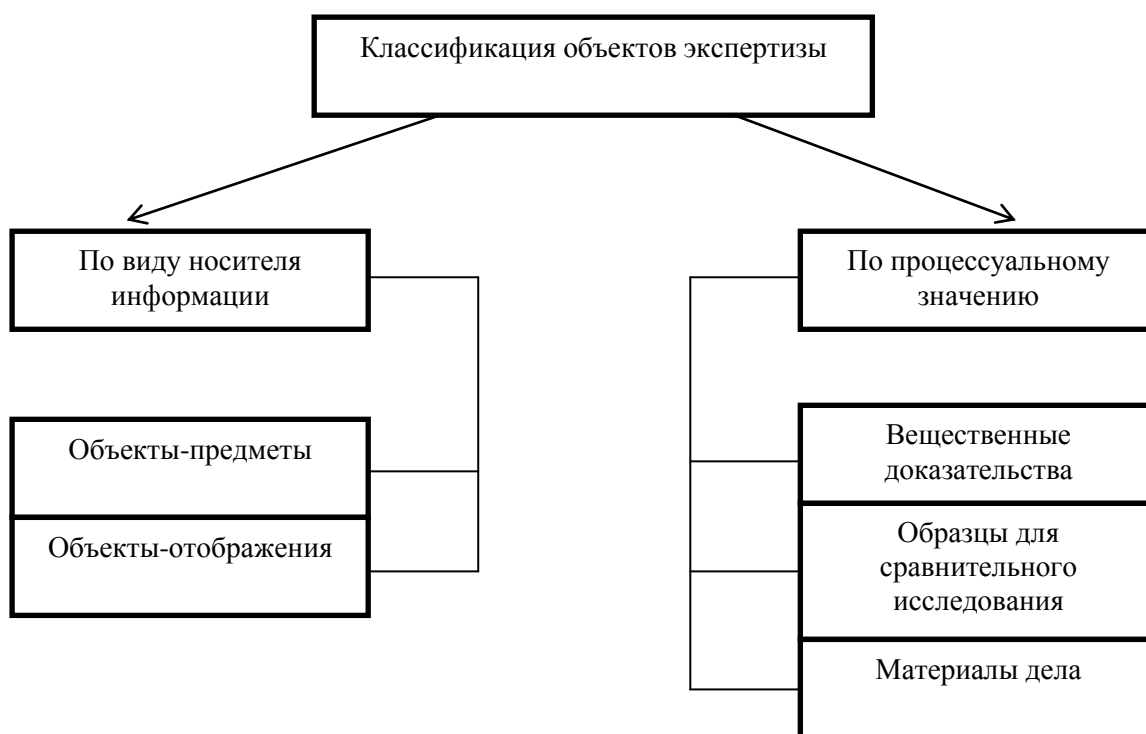 Классификация объектов экспертизы
По виду носителя
информации
Объекты-предметы
Объекты-отображения
По процессуальному
значению
Вещественные
доказательства
Образцы для
сравнительного
исследования
Материалы дела